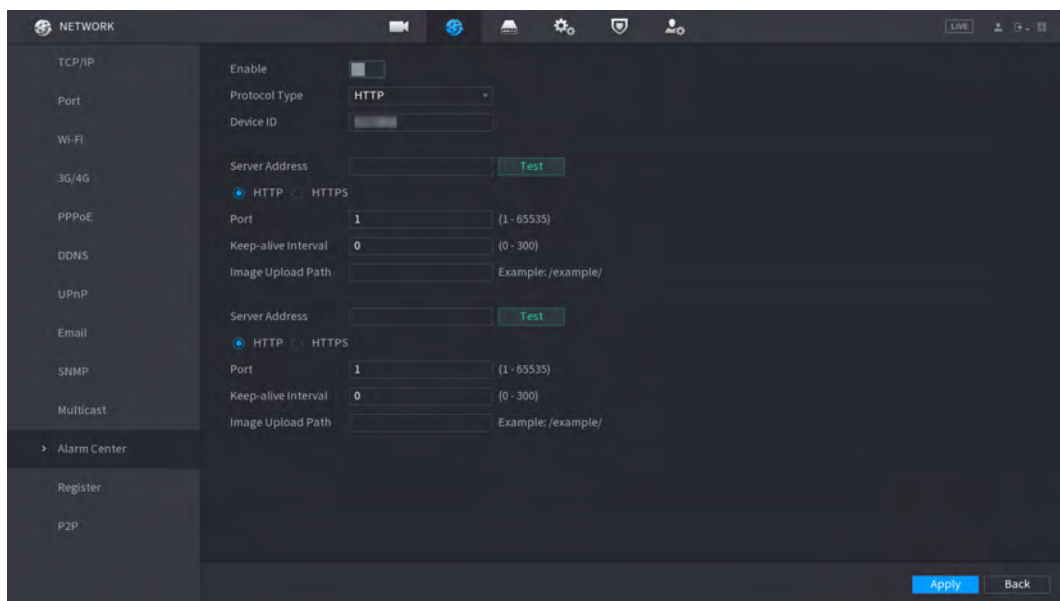 NETWORK
LIVE
TCP/IP
Port
Wi-Fi
3G/4G
PPPoE
DDNS
UPnP
Email
SNMP
Multicast
Alarm Center
Register
P2P
Enable
Protocol Type HTTP
Device ID
Server Address Test
HTTP HTTPS
Port 1 (1 - 65535)
Keep-alive Interval 0 (0 - 300)
Image Upload Path Example: /example/
Server Address Test
HTTP HTTPS
Port 1 (1 - 65535)
Keep-alive Interval 0 (0 - 300)
Image Upload Path Example: /example/
Apply Back